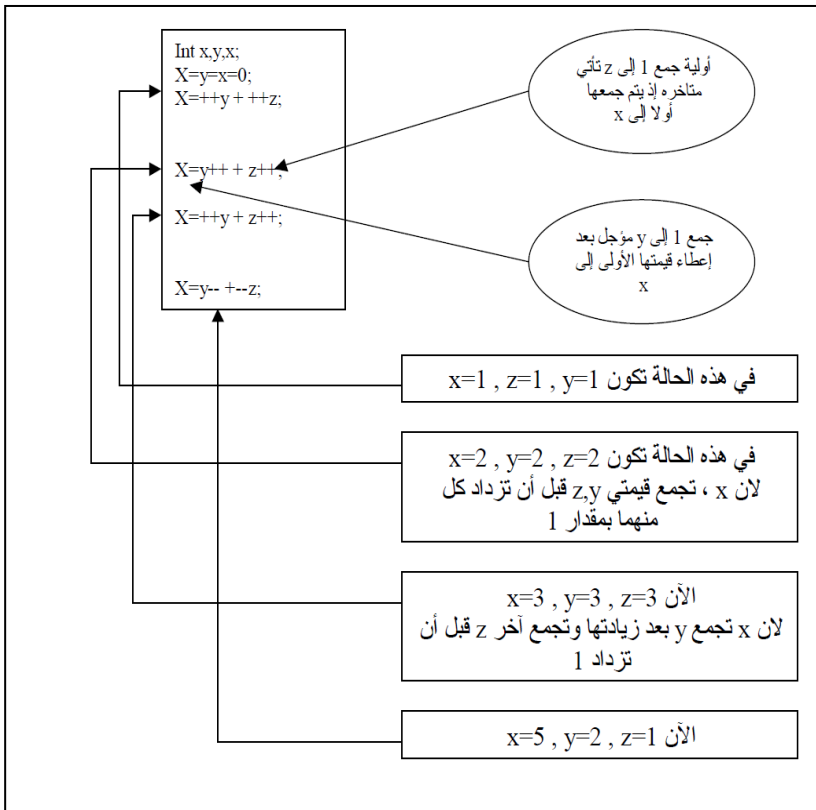 Int x,y,x;
X=y=x=0;
X=++y + ++z;
X=y++ + z++;
X=++y + z++;
X=y-- +--z;
أولية جمع 1 إلى z تأتي
متاخره إذ يتم جمعها
أولا إلى x
جمع 1 إلى y مؤجل بعد
إعطاء قيمتها الأولى إلى
x
في هذه الحالة تكون x=1 , z=1 , y=1
في هذه الحالة تكون x=2 , y=2 , z=2
لان x ، تجمع قيمتي z,y قبل أن تزداد كل
منهما بمقدار 1
الآن x=3 , y=3 , z=3
لان x تجمع y بعد زيادتها وتجمع آخر z قبل أن
تزداد 1
الآن x=5 , y=2 , z=1